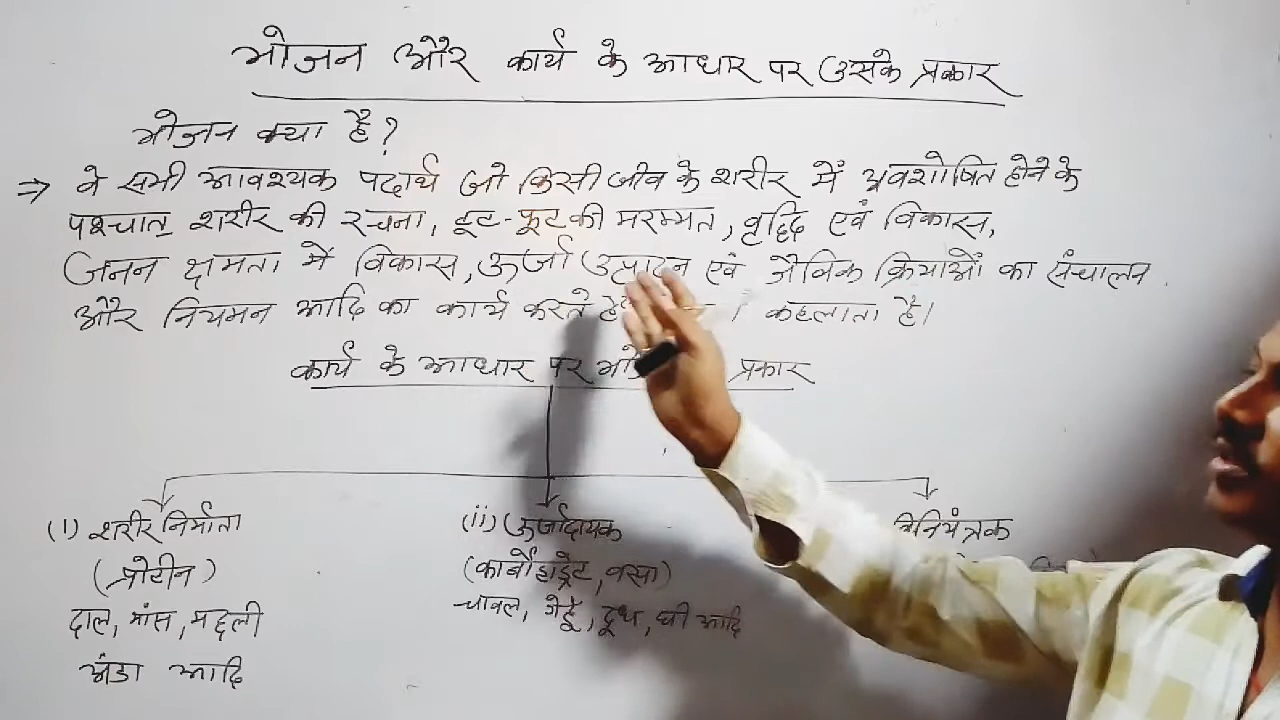 भोजन और कार्य के आधार पर उसके प्रकार
भोजन क्या है?
⇒ वे सभी आवश्यक पदार्थ जो किसी जीव के शरीर में अवशोषित होने के
पश्चात् शरीर की रचना, टूट-फूट की मरम्मत, वृद्धि एवं विकास,
जनन क्षमता में विकास, ऊर्जा उत्पादन एवं जैविक क्रियाओं का संचालन
और नियमन आदि का कार्य करते है कहलाता है।
कार्य के आधार पर प्रकार
(i) शरीर निर्माता (ii) ऊर्जादायक विनियंत्रक
(प्रोटीन) (कार्बोहाड्रेट, वसा)
दाल, मांस, मछली चावल, गेहूँ, दूध, घी आदि
अंडा आदि